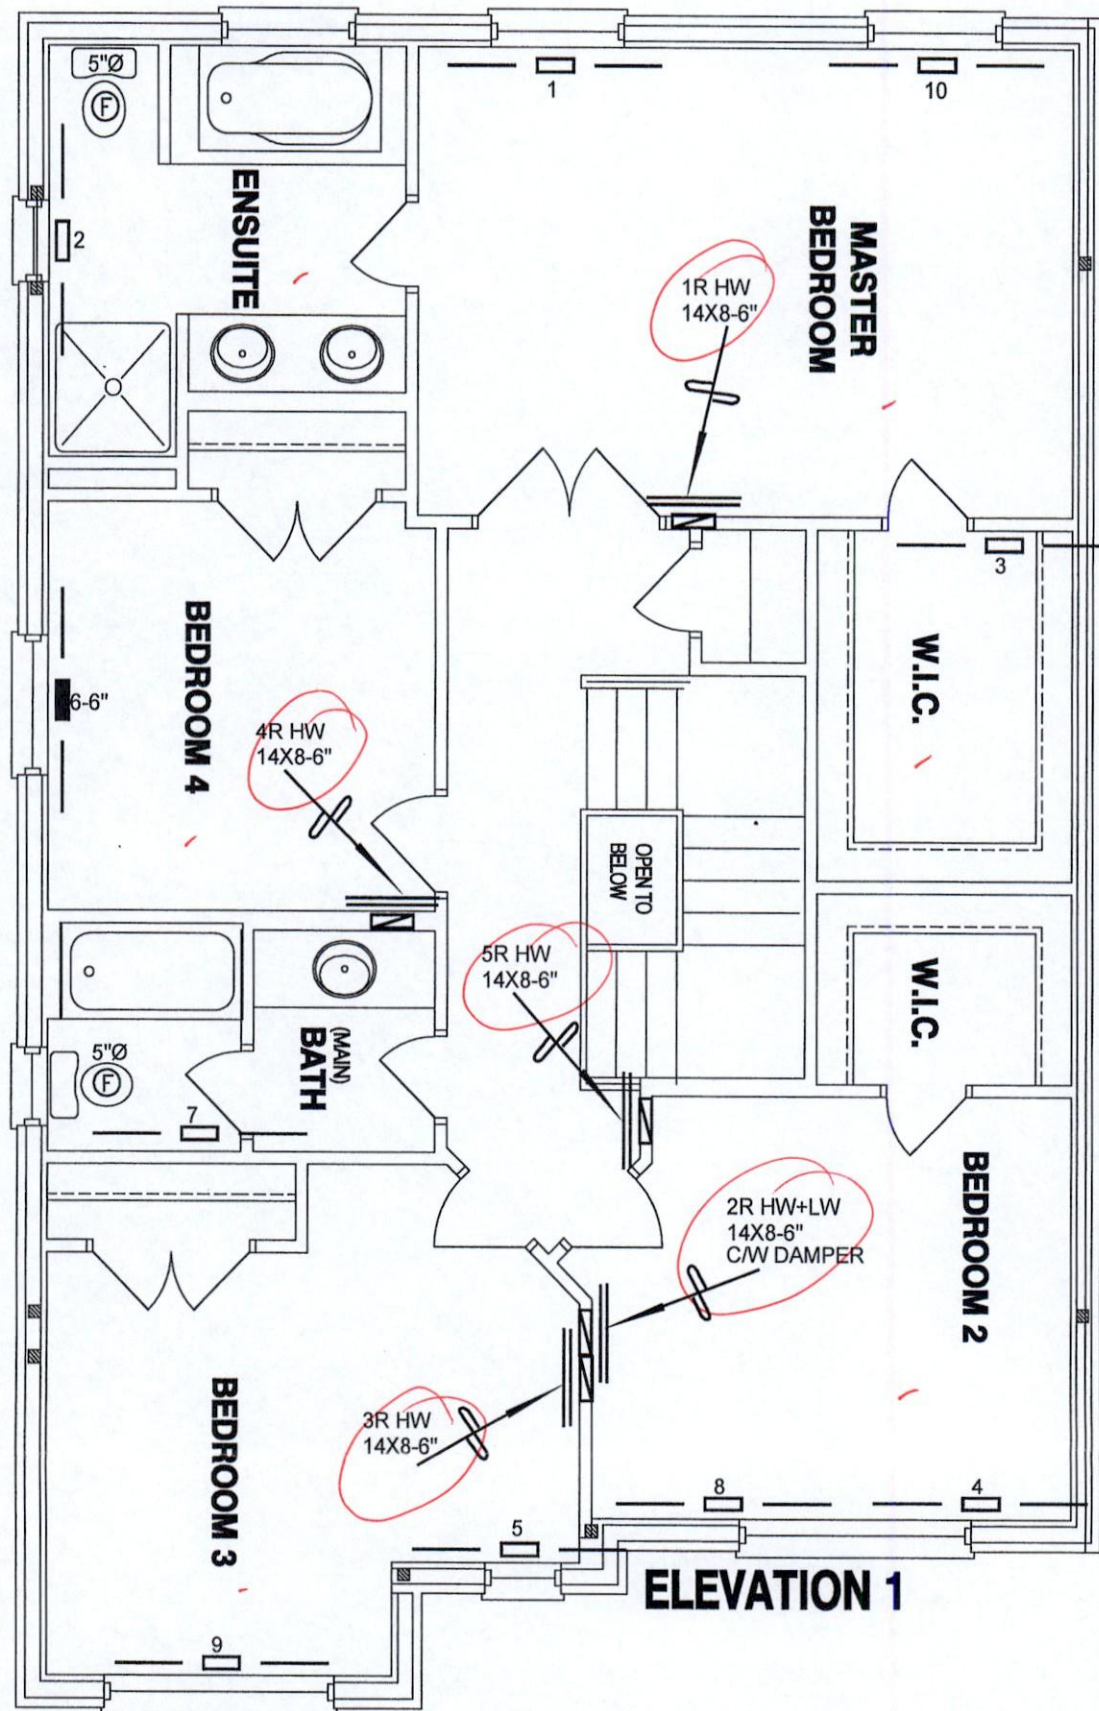 5"Ø
F
1
10
ENSUITE
2
MASTER
BEDROOM
1R HW
14X8-6"
3
BEDROOM 4
6-6"
4R HW
14X8-6"
W.I.C.
OPEN TO
BELOW
5R HW
14X8-6"
W.I.C.
(MAIN)
BATH
5"Ø
F
7
2R HW+LW
14X8-6"
C/W DAMPER
BEDROOM 2
BEDROOM 3
3R HW
14X8-6"
8
4
5
9
ELEVATION 1